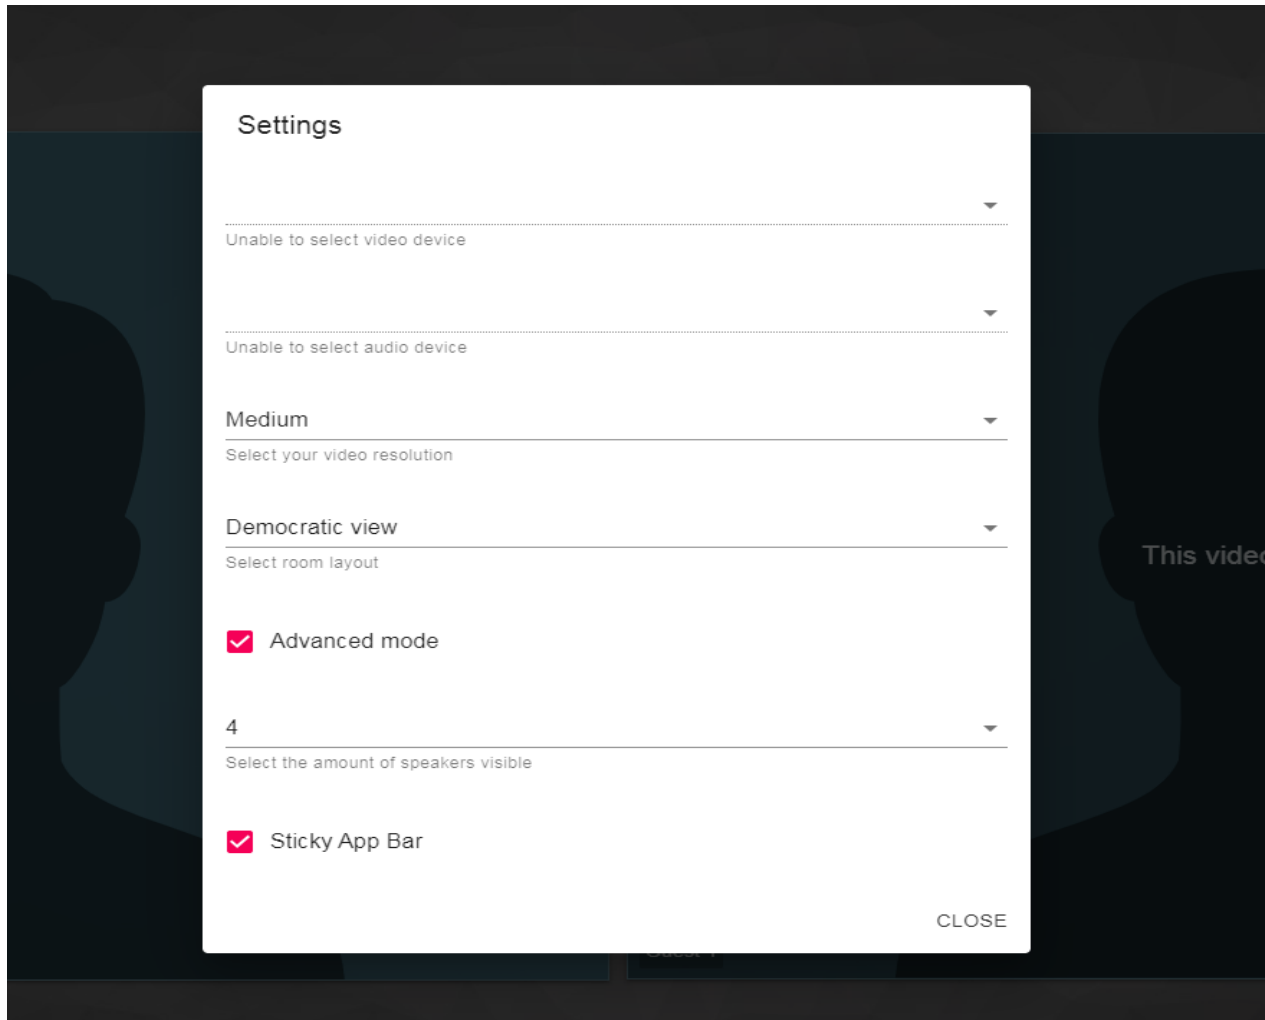 Settings
Unable to select video device
Unable to select audio device
Medium
Select your video resolution
Democratic view
Select room layout
This video
Advanced mode
4
Select the amount of speakers visible
Sticky App Bar
CLOSE